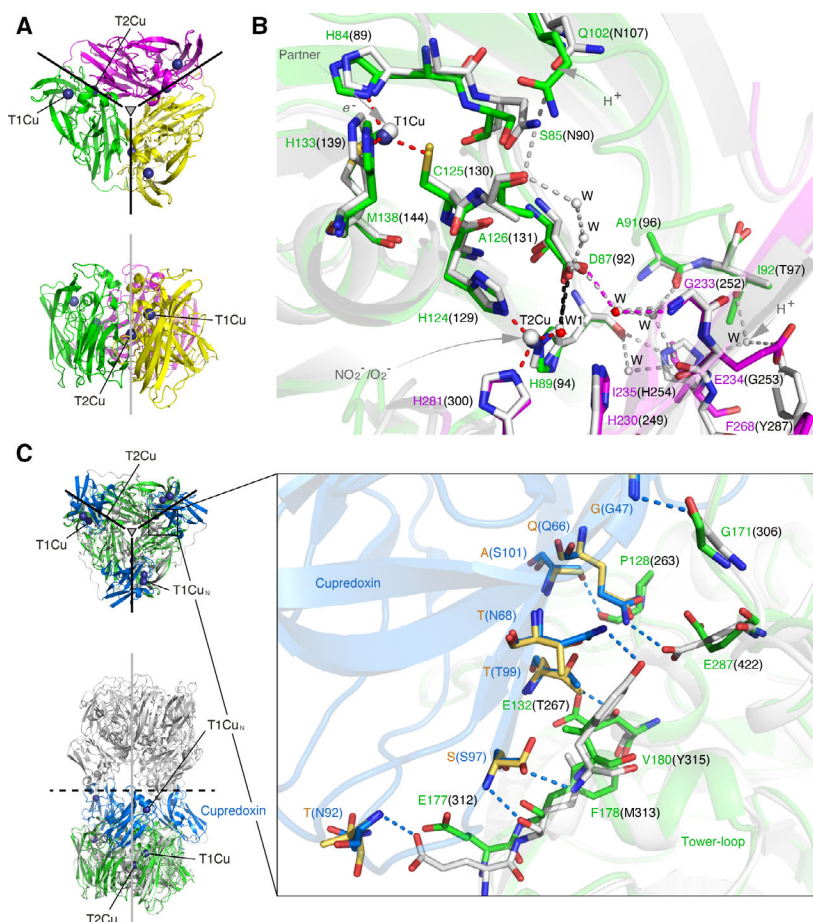 A
T2Cu
T1Cu
T1Cu
T2Cu
B
H84(89)
Partner
Q102(N107)
e-
H+
T1Cu
S85(N90)
H133(139)
C125(130)
W
M138(144)
W
A91(96)
A126(131)
D87(92)
I92(T97)
G233(252)
W
H124(129)
T2Cu
W1
W
W
H+
NO2-/O2-
W
E234(G253)
H89(94)
I235(H254)
H281(300)
H230(249)
F268(Y287)
C
T2Cu
T1Cu
T1CuN
T1CuN
Cupredoxin
T1Cu
T2Cu
G(G47)
Q(Q66)
G171(306)
A(S101)
P128(263)
Cupredoxin
T(N68)
E287(422)
T(T99)
E132(T267)
S(S97)
V180(Y315)
E177(312)
T(N92)
F178(M313)
Tower-loop